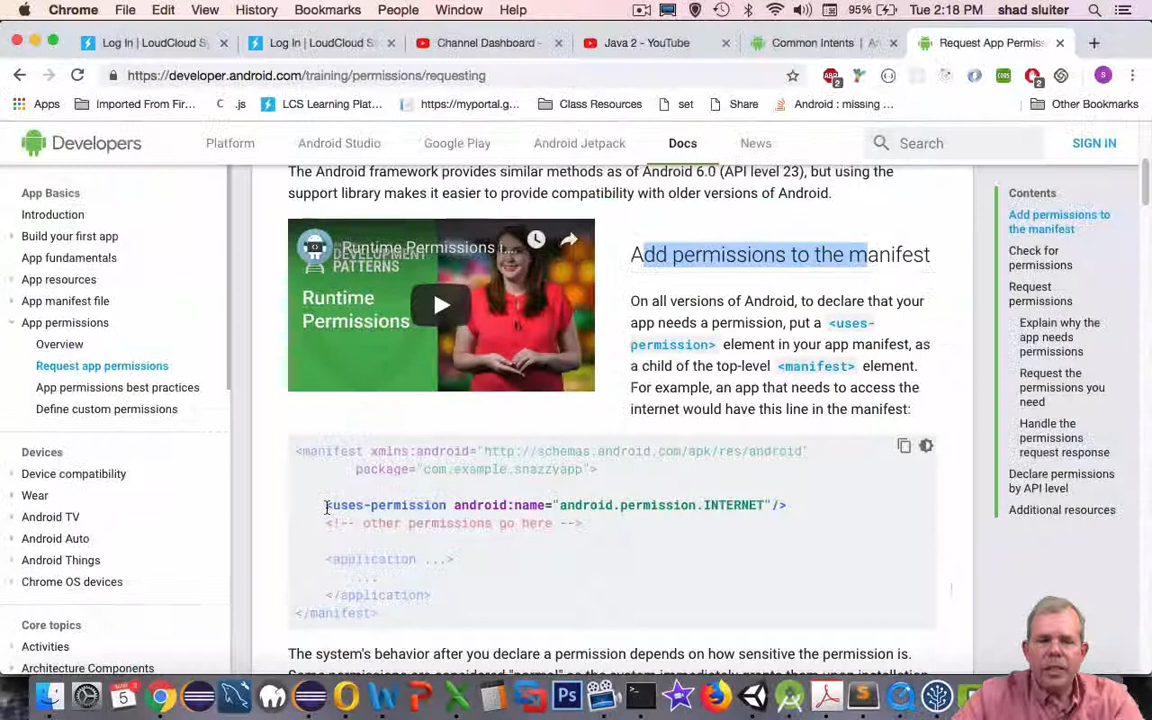 Chrome File Edit View History Bookmarks People Window Help 95% Tue 2:18 PM shad sluiter
Log In | LoudCloud Sy Log In | LoudCloud S Channel Dashboard - Java 2 - YouTube Common Intents | An Request App Permiss
https://developer.android.com/training/permissions/requesting
Apps Imported From Fir... .js LCS Learning Plat... https://myportal.g... Class Resources set Share Android : missing ... Other Bookmarks
Developers Platform Android Studio Google Play Android Jetpack Docs News Search SIGN IN
App Basics
Introduction
Build your first app
App fundamentals
App resources
App manifest file
App permissions
Overview
Request app permissions
App permissions best practices
Define custom permissions
Devices
Device compatibility
Wear
Android TV
Android Auto
Android Things
Chrome OS devices
Core topics
Activities
Architecture Components
The Android framework provides similar methods as of Android 6.0 (API level 23), but using the
support library makes it easier to provide compatibility with older versions of Android.
Runtime Permissions i...
DEVELOPMENT
PATTERNS
Runtime
Permissions
Add permissions to the manifest
On all versions of Android, to declare that your
app needs a permission, put a <uses-
permission> element in your app manifest, as
a child of the top-level <manifest> element.
For example, an app that needs to access the
internet would have this line in the manifest:
<manifest xmlns:android="http://schemas.android.com/apk/res/android"
package="com.example.snazzyapp">
<uses-permission android:name="android.permission.INTERNET"/>
<!-- other permissions go here -->
<application ...>
...
</application>
</manifest>
The system's behavior after you declare a permission depends on how sensitive the permission is.
Contents
Add permissions to
the manifest
Check for
permissions
Request
permissions
Explain why the
app needs
permissions
Request the
permissions you
need
Handle the
permissions
request response
Declare permissions
by API level
Additional resources